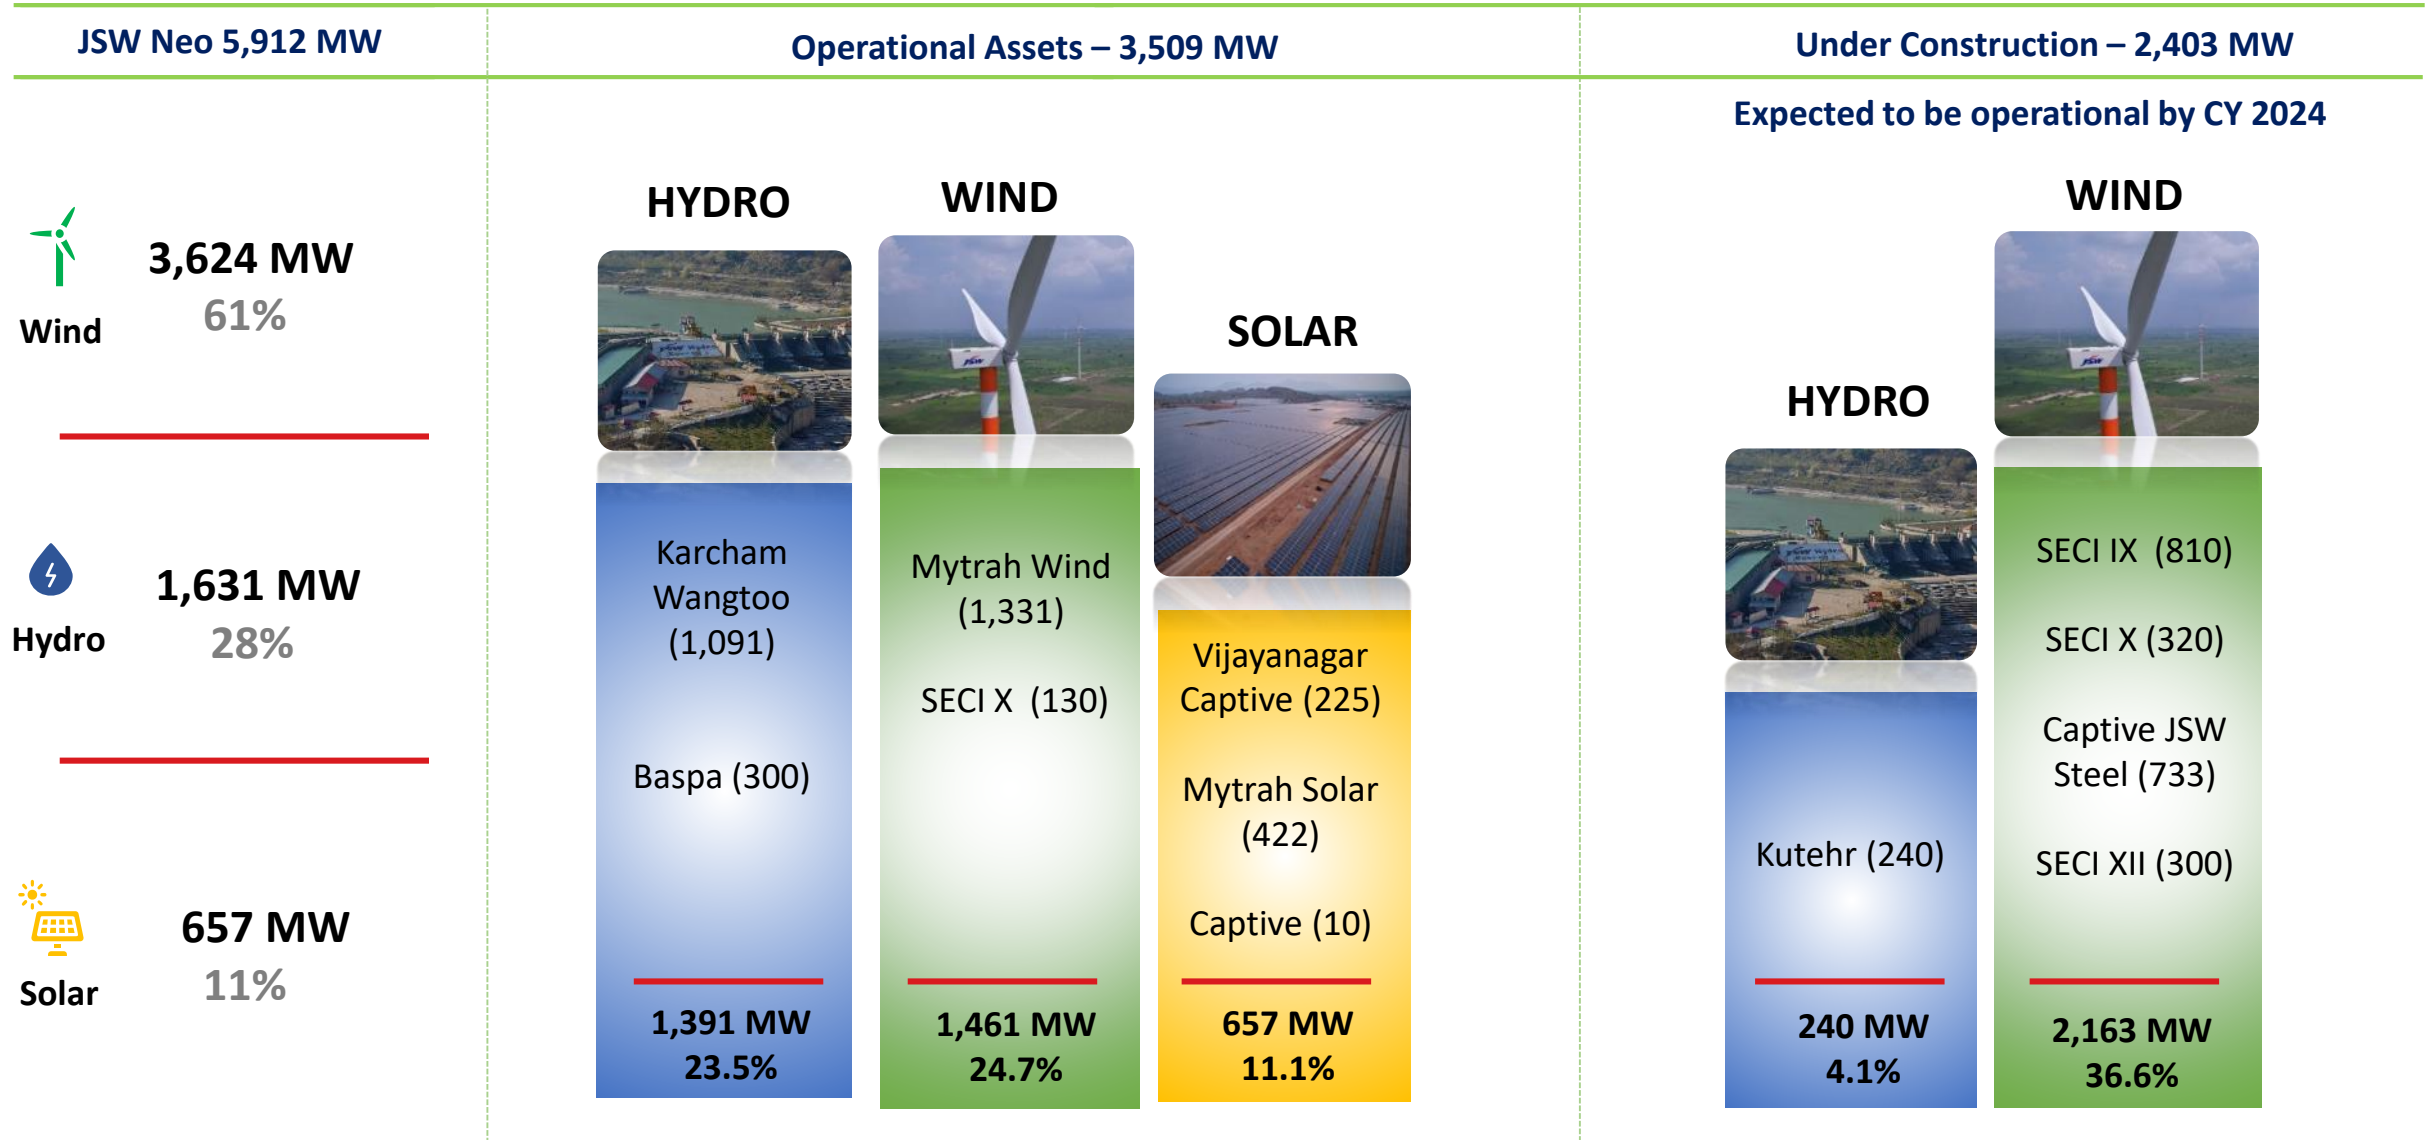 JSW Neo 5,912 MW
Operational Assets – 3,509 MW
Under Construction – 2,403 MW
Expected to be operational by CY 2024
Wind
3,624 MW
61%
Hydro
1,631 MW
28%
Solar
657 MW
11%
HYDRO
Karcham
Wangtoo
(1,091)
Baspa (300)
1,391 MW
23.5%
WIND
JSW
Mytrah Wind
(1,331)
SECI X (130)
1,461 MW
24.7%
SOLAR
Vijayanagar
Captive (225)
Mytrah Solar
(422)
Captive (10)
657 MW
11.1%
HYDRO
Kutehr (240)
240 MW
4.1%
WIND
JSW
SECI IX (810)
SECI X (320)
Captive JSW
Steel (733)
SECI XII (300)
2,163 MW
36.6%